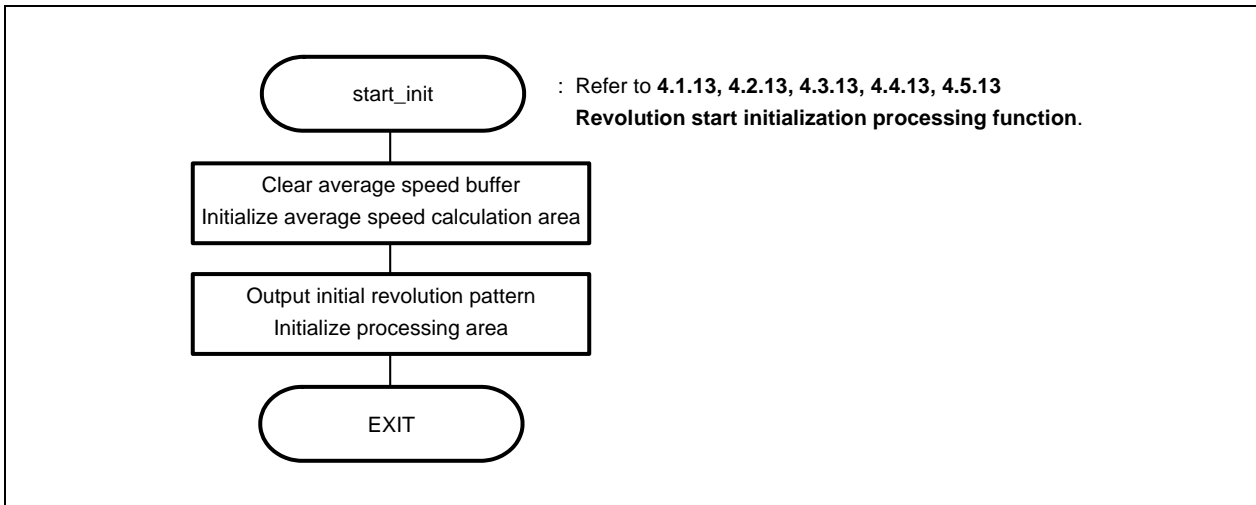 start_init
: Refer to 4.1.13, 4.2.13, 4.3.13, 4.4.13, 4.5.13
Revolution start initialization processing function.
Clear average speed buffer
Initialize average speed calculation area
Output initial revolution pattern
Initialize processing area
EXIT